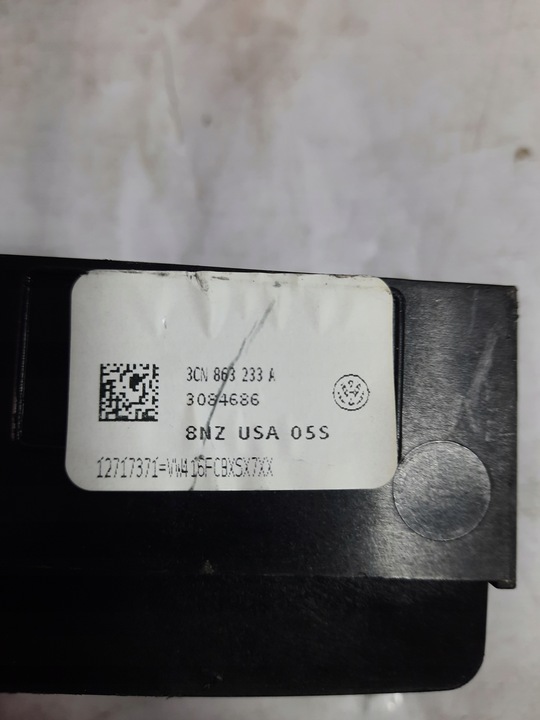 3CN 863 233 A
3084686
8NZ USA 05S
12717371=VW416FCBXSX7XX